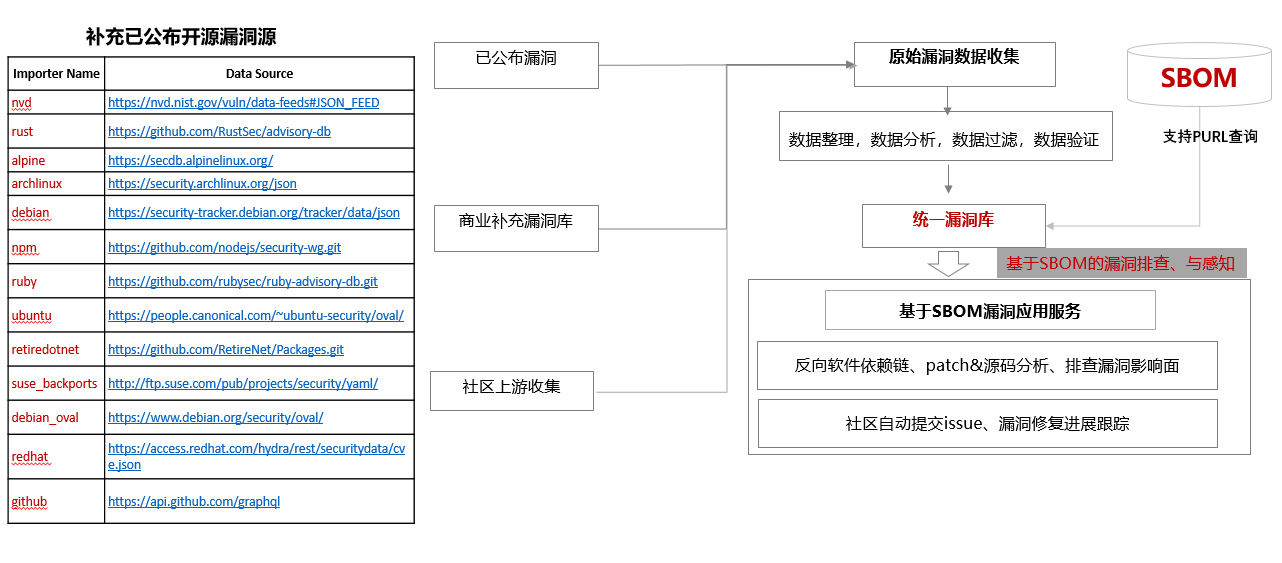 补充已公布开源漏洞源
Importer Name Data Source
nvd https://nvd.nist.gov/vuln/data-feeds#JSON_FEED
rust https://github.com/RustSec/advisory-db
alpine https://secdb.alpinelinux.org/
archlinux https://security.archlinux.org/json
debian https://security-tracker.debian.org/tracker/data/json
npm https://github.com/nodejs/security-wg.git
ruby https://github.com/rubysec/ruby-advisory-db.git
ubuntu https://people.canonical.com/~ubuntu-security/oval/
retiredotnet https://github.com/RetireNet/Packages.git
suse_backports http://ftp.suse.com/pub/projects/security/yaml/
debian_oval https://www.debian.org/security/oval/
redhat https://access.redhat.com/hydra/rest/securitydata/cv
e.json
github https://api.github.com/graphql
已公布漏洞
商业补充漏洞库
社区上游收集
原始漏洞数据收集
数据整理，数据分析，数据过滤，数据验证
统一漏洞库
SBOM
支持PURL查询
基于SBOM的漏洞排查、与感知
基于SBOM漏洞应用服务
反向软件依赖链、patch&源码分析、排查漏洞影响面
社区自动提交issue、漏洞修复进展跟踪